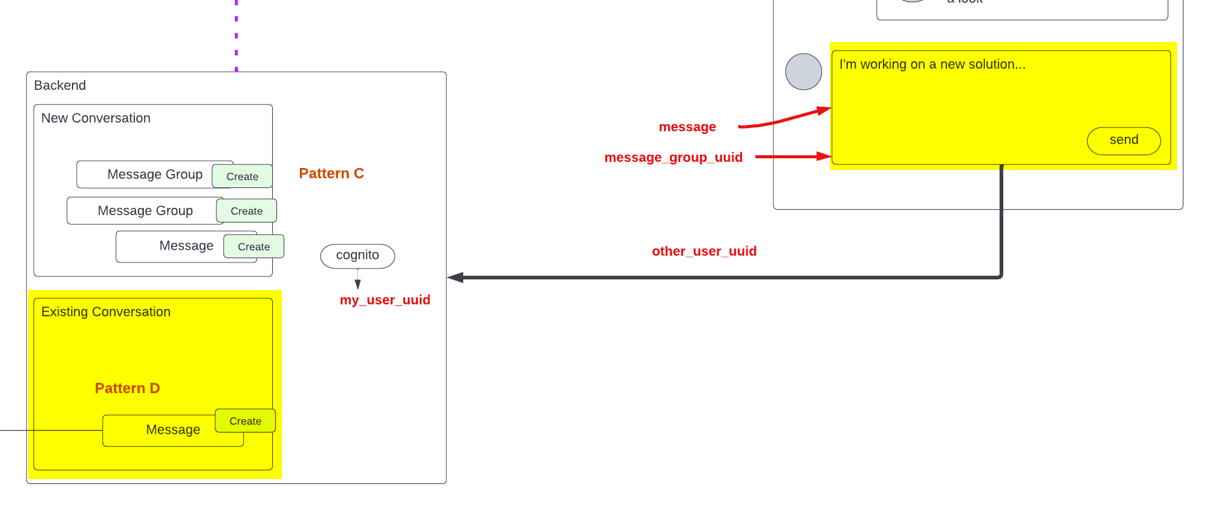 a look
I'm working on a new solution...
send
message
message_group_uuid
other_user_uuid
Backend
New Conversation
Message Group
Create
Pattern C
Message Group
Create
Message
Create
cognito
my_user_uuid
Existing Conversation
Pattern D
Message
Create